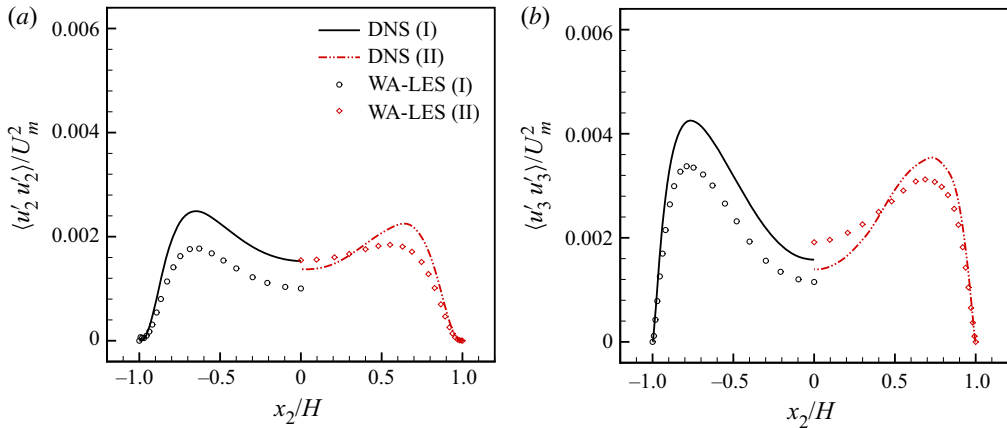 (a)
0.006
0.004
0.002
0
⟨u′2 u′2⟩/U²m
DNS (I)
DNS (II)
WA-LES (I)
WA-LES (II)
−1.0
−0.5
0
0.5
1.0
x2/H
(b)
0.006
0.004
0.002
0
⟨u′3 u′3⟩/U²m
−1.0
−0.5
0
0.5
1.0
x2/H